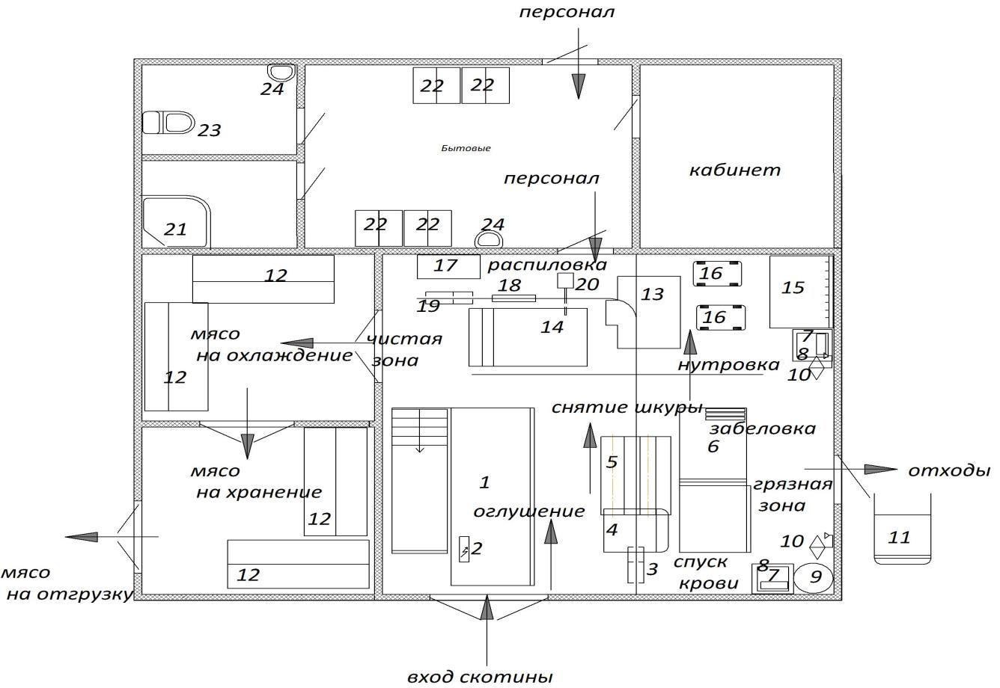 персонал
24
22
22
23
Бытовые
кабинет
персонал
21
22
22
24
12
17
распиловка
18
20
19
13
16
15
14
16
мясо
на охлаждение
чистая
зона
7
8
10
12
нутровка
снятие шкуры
забеловка
6
5
1
мясо
на хранение
отходы
грязная
зона
оглушение
12
4
2
10
11
спуск
крови
3
8
7
9
12
мясо
на отгрузку
вход скотины